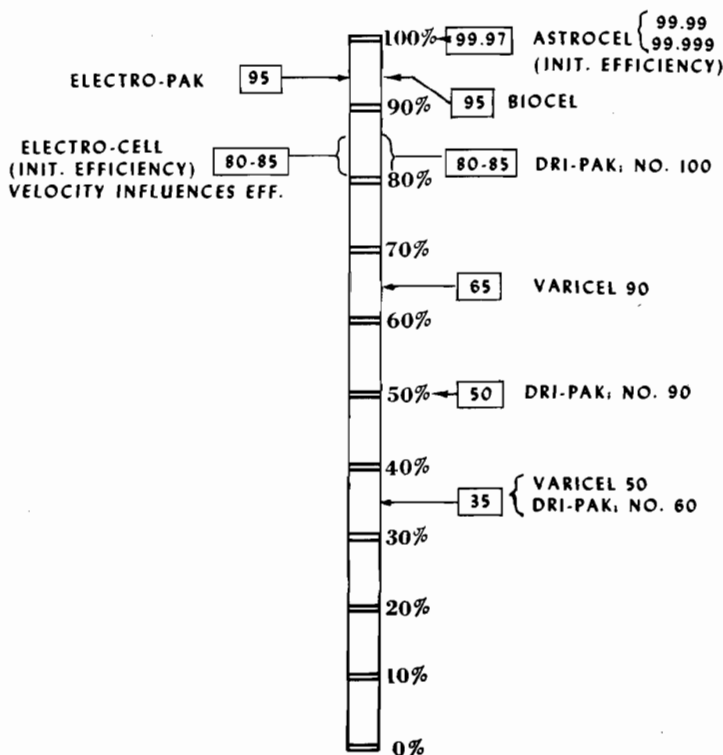 100% 99.97 ASTROCEL { 99.99
99.999
(INIT. EFFICIENCY)
ELECTRO-PAK 95
95 BIOCEL
90%
ELECTRO-CELL
(INIT. EFFICIENCY)
VELOCITY INFLUENCES EFF.
80-85
80-85 DRI-PAK; NO. 100
80%
70%
65 VARICEL 90
60%
50% 50 DRI-PAK; NO. 90
40%
35 { VARICEL 50
DRI-PAK; NO. 60
30%
20%
10%
0%